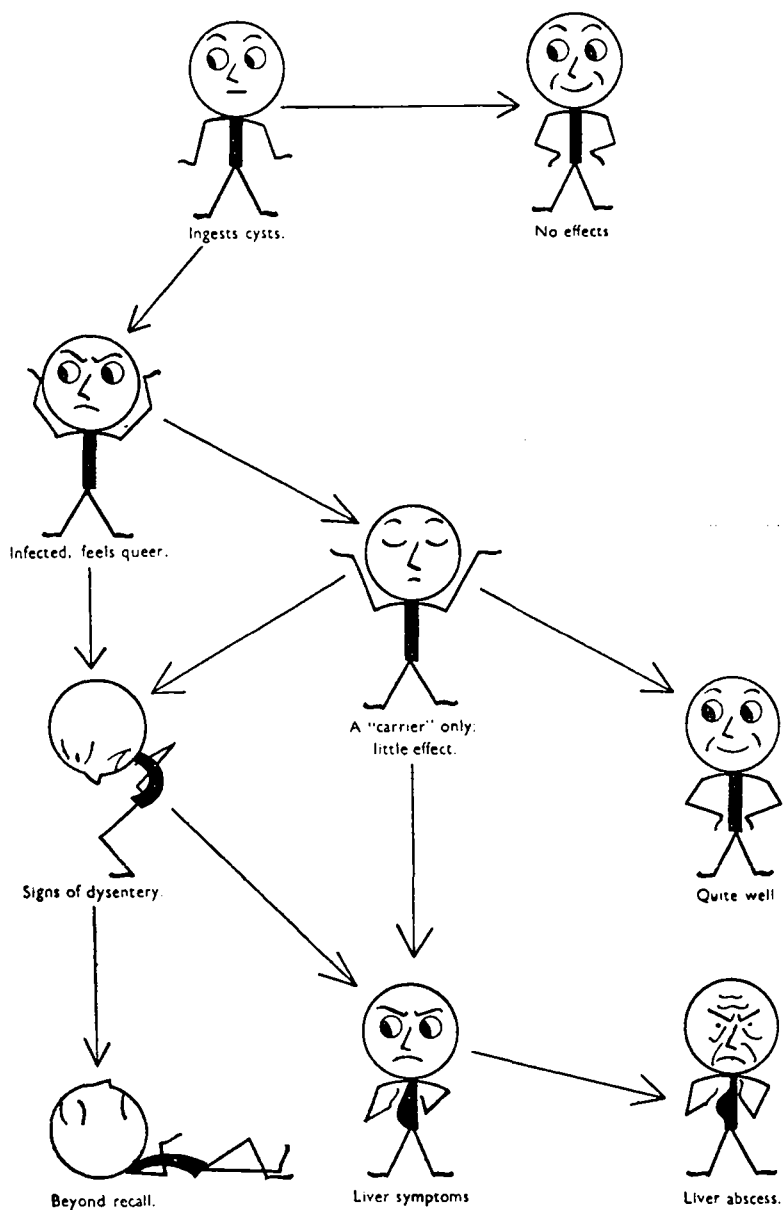 Ingests cysts.
No effects
Infected, feels queer.
A "carrier" only:
little effect.
Signs of dysentery.
Quite well
Beyond recall.
Liver symptoms
Liver abscess.